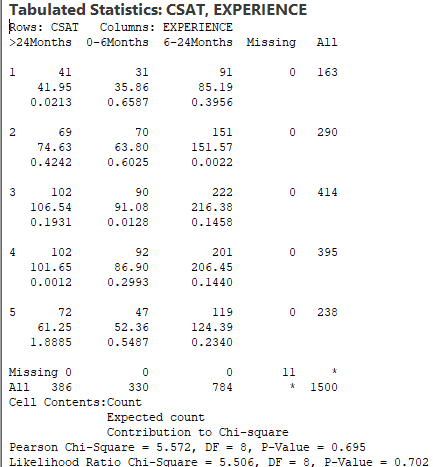 Tabulated Statistics: CSAT, EXPERIENCE
Rows: CSAT Columns: EXPERIENCE
>24Months 0-6Months 6-24Months Missing All
1 41 31 91 0 163
41.95 35.86 85.19
0.0213 0.6587 0.3956
2 69 70 151 0 290
74.63 63.80 151.57
0.4242 0.6025 0.0022
3 102 90 222 0 414
106.54 91.08 216.38
0.1931 0.0128 0.1458
4 102 92 201 0 395
101.65 86.90 206.45
0.0012 0.2993 0.1440
5 72 47 119 0 238
61.25 52.36 124.39
1.8885 0.5487 0.2340
Missing 0 0 0 11 *
All 386 330 784 * 1500
Cell Contents:Count
Expected count
Contribution to Chi-square
Pearson Chi-Square = 5.572, DF = 8, P-Value = 0.695
Likelihood Ratio Chi-Square = 5.506, DF = 8, P-Value = 0.702